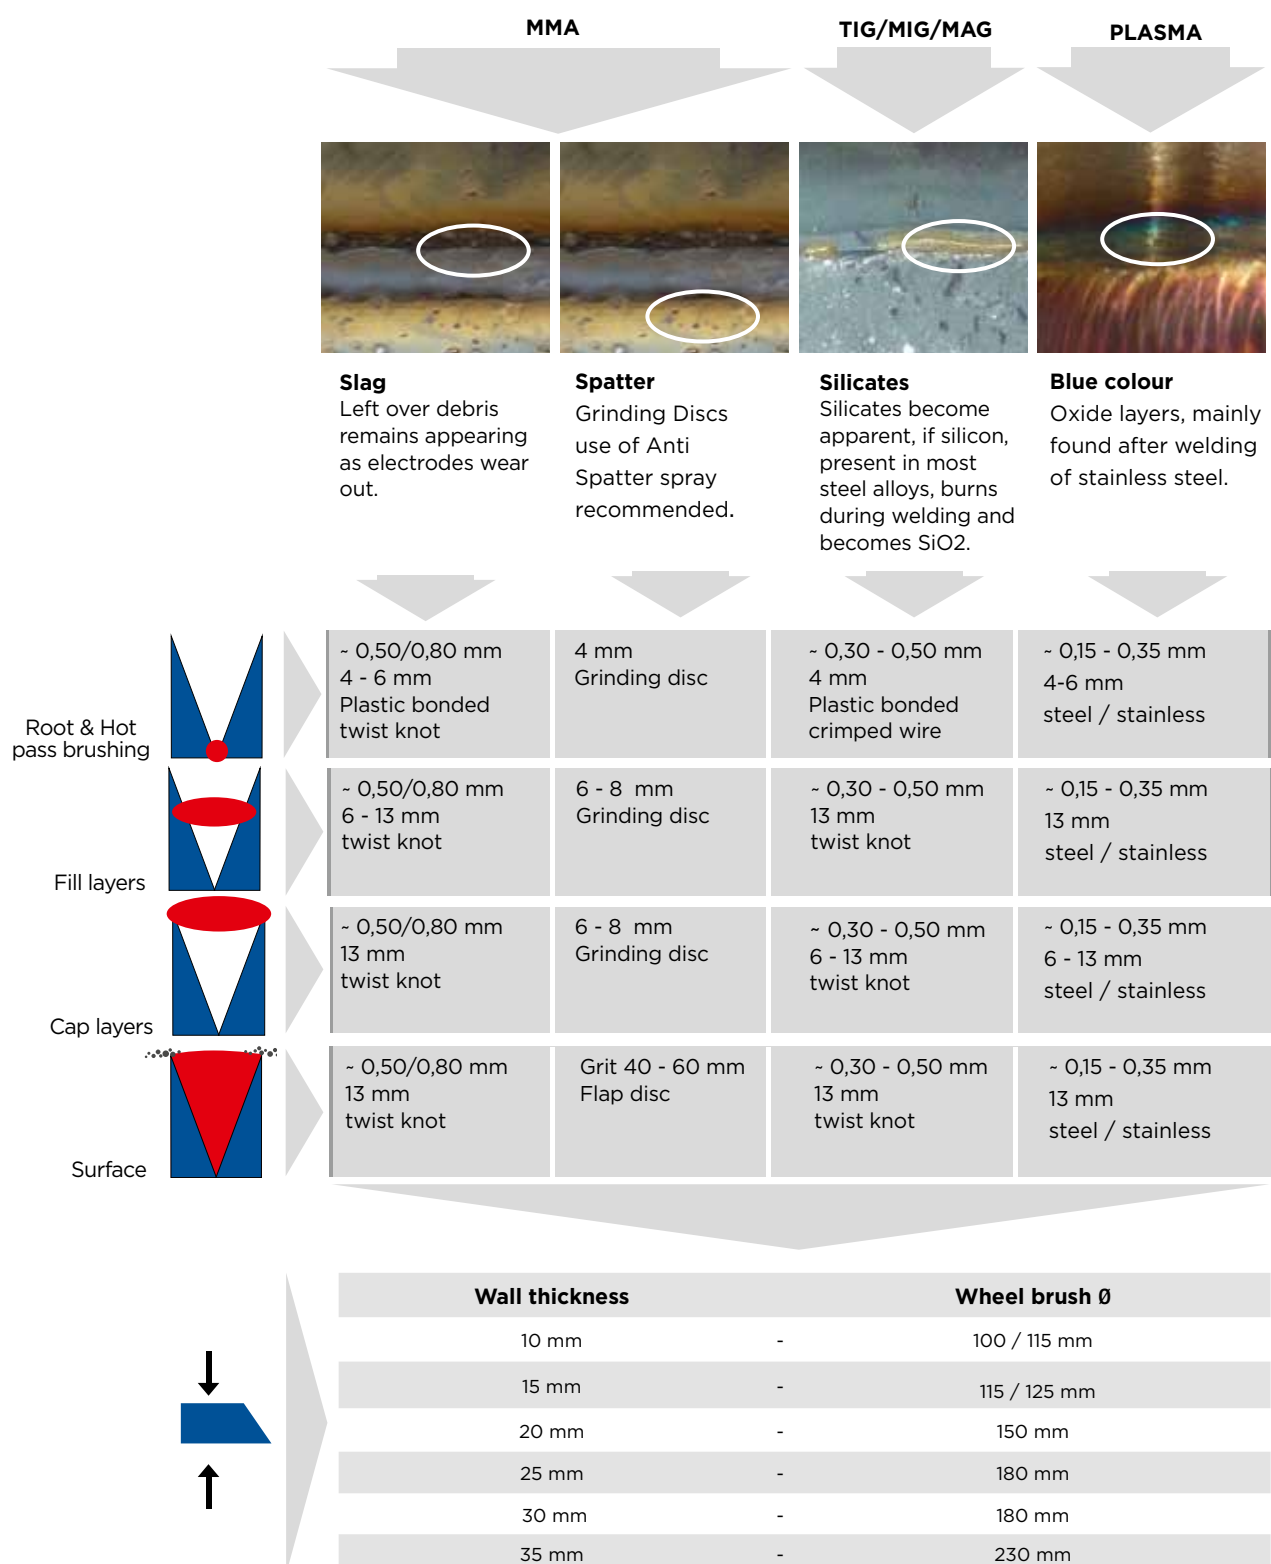 MMA
TIG/MIG/MAG
PLASMA
Slag
Left over debris
remains appearing
as electrodes wear
out.
Spatter
Grinding Discs
use of Anti
Spatter spray
recommended.
Silicates
Silicates become
apparent, if silicon,
present in most
steel alloys, burns
during welding and
becomes SiO2.
Blue colour
Oxide layers, mainly
found after welding
of stainless steel.
Root & Hot
pass brushing
~ 0,50/0,80 mm
4 - 6 mm
Plastic bonded
twist knot
4 mm
Grinding disc
~ 0,30 - 0,50 mm
4 mm
Plastic bonded
crimped wire
~ 0,15 - 0,35 mm
4-6 mm
steel / stainless
Fill layers
~ 0,50/0,80 mm
6 - 13 mm
twist knot
6 - 8 mm
Grinding disc
~ 0,30 - 0,50 mm
13 mm
twist knot
~ 0,15 - 0,35 mm
13 mm
steel / stainless
Cap layers
~ 0,50/0,80 mm
13 mm
twist knot
6 - 8 mm
Grinding disc
~ 0,30 - 0,50 mm
6 - 13 mm
twist knot
~ 0,15 - 0,35 mm
6 - 13 mm
steel / stainless
Surface
~ 0,50/0,80 mm
13 mm
twist knot
Grit 40 - 60 mm
Flap disc
~ 0,30 - 0,50 mm
13 mm
twist knot
~ 0,15 - 0,35 mm
13 mm
steel / stainless
Wall thickness Wheel brush Ø
10 mm - 100 / 115 mm
15 mm - 115 / 125 mm
20 mm - 150 mm
25 mm - 180 mm
30 mm - 180 mm
35 mm - 230 mm